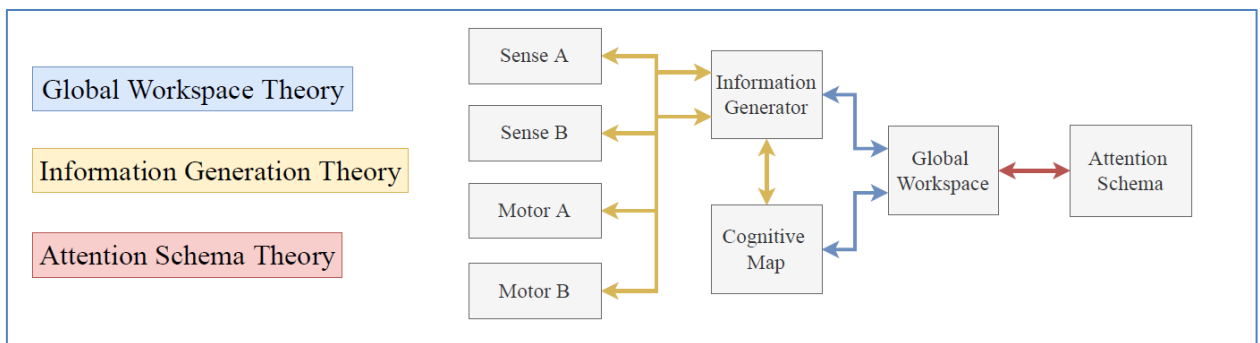 Global Workspace Theory
Information Generation Theory
Attention Schema Theory
Sense A
Sense B
Motor A
Motor B
Information
Generator
Cognitive
Map
Global
Workspace
Attention
Schema